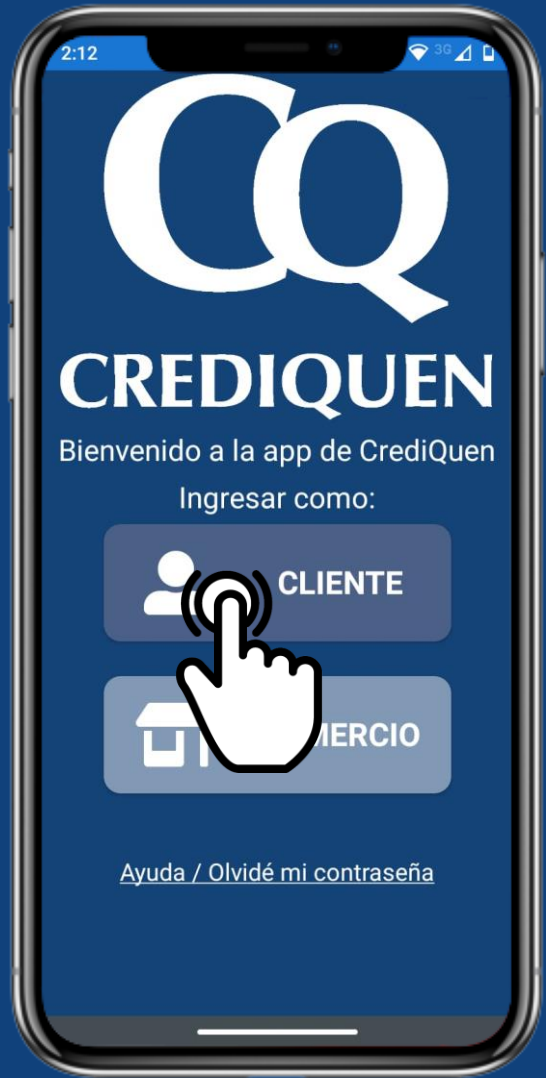 2:12
3G
CQ
CREDIQUEN
Bienvenido a la app de CrediQuen
Ingresar como:
CLIENTE
MERCIO
Ayuda / Olvidé mi contraseña